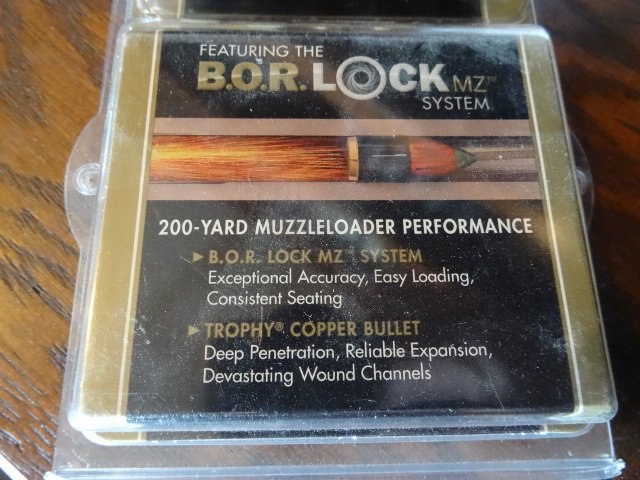 FEATURING THE
B.O.R. LOCK MZ™
SYSTEM
200-YARD MUZZLELOADER PERFORMANCE
▸ B.O.R. LOCK MZ™ SYSTEM
Exceptional Accuracy, Easy Loading,
Consistent Seating
▸ TROPHY® COPPER BULLET
Deep Penetration, Reliable Expansion,
Devastating Wound Channels